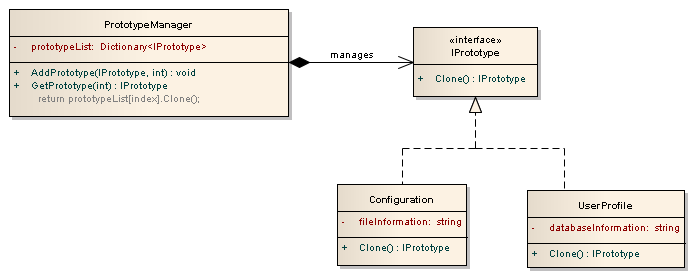 PrototypeManager
- prototypeList: Dictionary<IPrototype>
+ AddPrototype(IPrototype, int) : void
+ GetPrototype(int) : IPrototype
return prototypeList[index].Clone();
manages
«interface»
IPrototype
+ Clone() : IPrototype
Configuration
- fileInformation: string
+ Clone() : IPrototype
UserProfile
- databaseInformation: string
+ Clone() : IPrototype